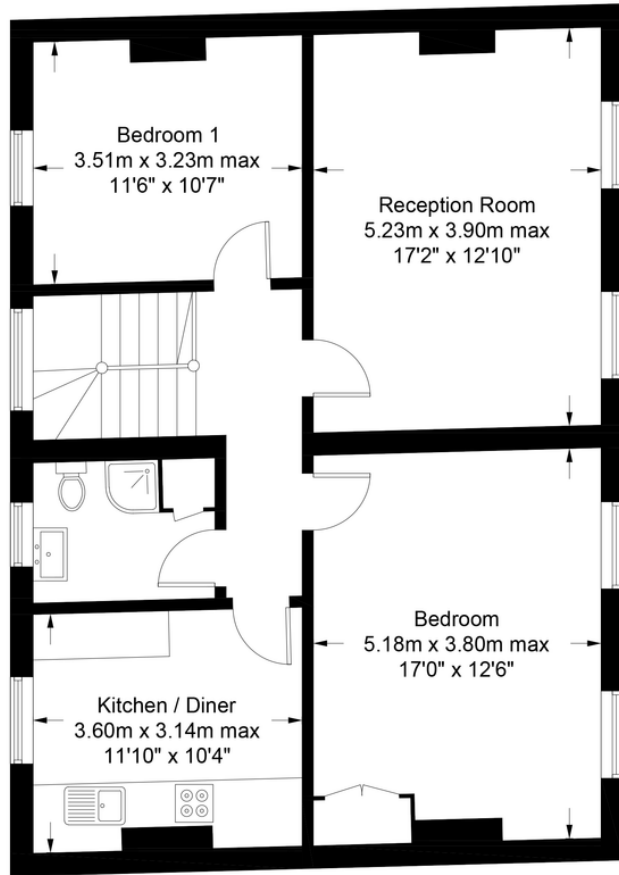 Bedroom 1
3.51m x 3.23m max
11'6" x 10'7"
Reception Room
5.23m x 3.90m max
17'2" x 12'10"
Bedroom
5.18m x 3.80m max
17'0" x 12'6"
Kitchen / Diner
3.60m x 3.14m max
11'10" x 10'4"